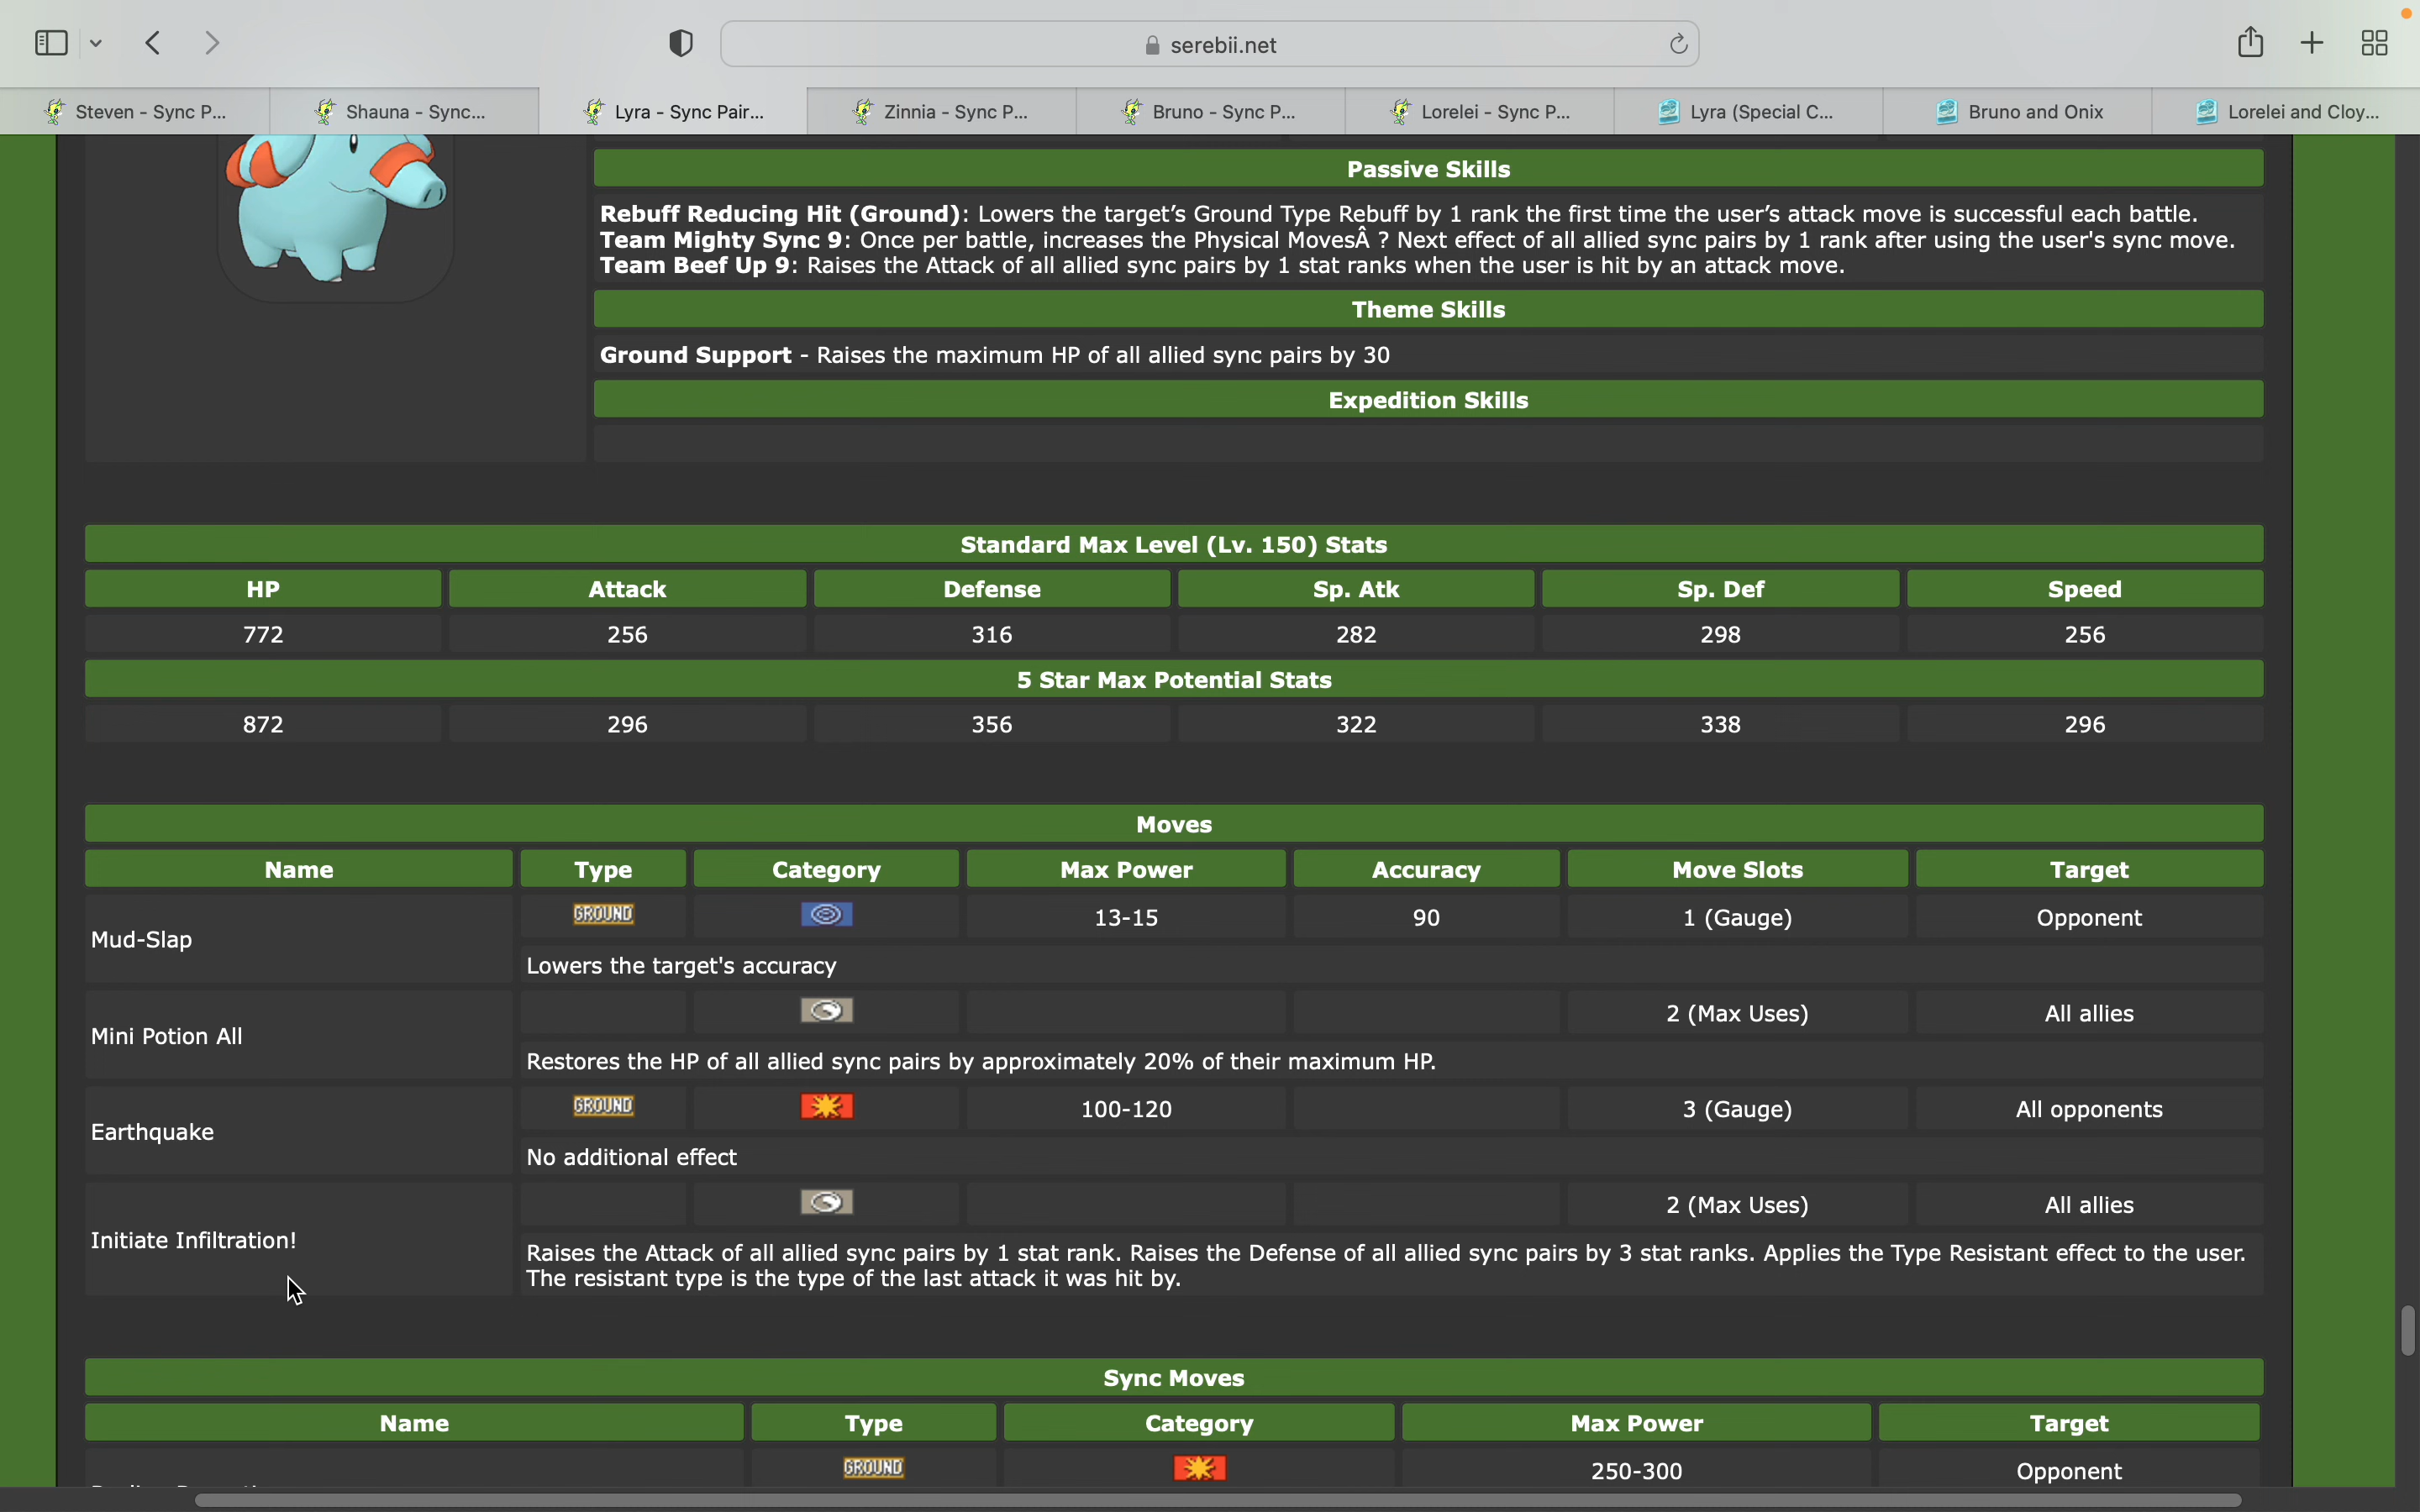 serebii.net
Steven - Sync P...
Shauna - Sync...
Lyra - Sync Pair...
Zinnia - Sync P...
Bruno - Sync P...
Lorelei - Sync P...
Lyra (Special C...
Bruno and Onix
Lorelei and Cloy...
Passive Skills
Rebuff Reducing Hit (Ground): Lowers the target’s Ground Type Rebuff by 1 rank the first time the user’s attack move is successful each battle.
Team Mighty Sync 9: Once per battle, increases the Physical MovesÂ ? Next effect of all allied sync pairs by 1 rank after using the user's sync move.
Team Beef Up 9: Raises the Attack of all allied sync pairs by 1 stat ranks when the user is hit by an attack move.
Theme Skills
Ground Support - Raises the maximum HP of all allied sync pairs by 30
Expedition Skills
Standard Max Level (Lv. 150) Stats
HP Attack Defense Sp. Atk Sp. Def Speed
772 256 316 282 298 256
5 Star Max Potential Stats
872 296 356 322 338 296
Moves
Name Type Category Max Power Accuracy Move Slots Target
Mud-Slap GROUND 13-15 90 1 (Gauge) Opponent
Lowers the target's accuracy
Mini Potion All 2 (Max Uses) All allies
Restores the HP of all allied sync pairs by approximately 20% of their maximum HP.
Earthquake GROUND 100-120 3 (Gauge) All opponents
No additional effect
Initiate Infiltration! 2 (Max Uses) All allies
Raises the Attack of all allied sync pairs by 1 stat rank. Raises the Defense of all allied sync pairs by 3 stat ranks. Applies the Type Resistant effect to the user.
The resistant type is the type of the last attack it was hit by.
Sync Moves
Name Type Category Max Power Target
GROUND 250-300 Opponent